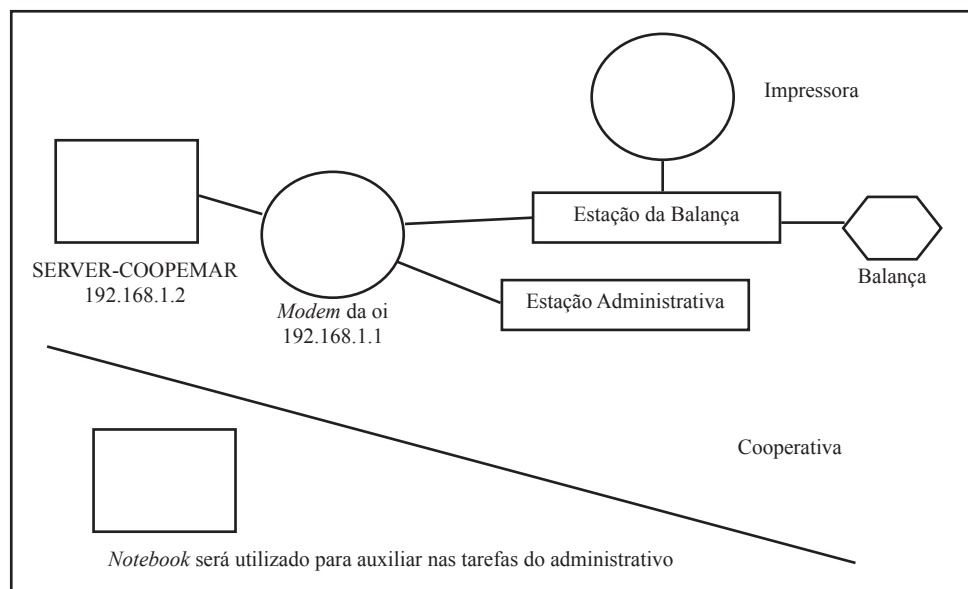 Impressora
Estação da Balança
SERVER-COOPEMAR
192.168.1.2
Balança
Modem da oi
192.168.1.1
Estação Administrativa
Cooperativa
Notebook será utilizado para auxiliar nas tarefas do administrativo